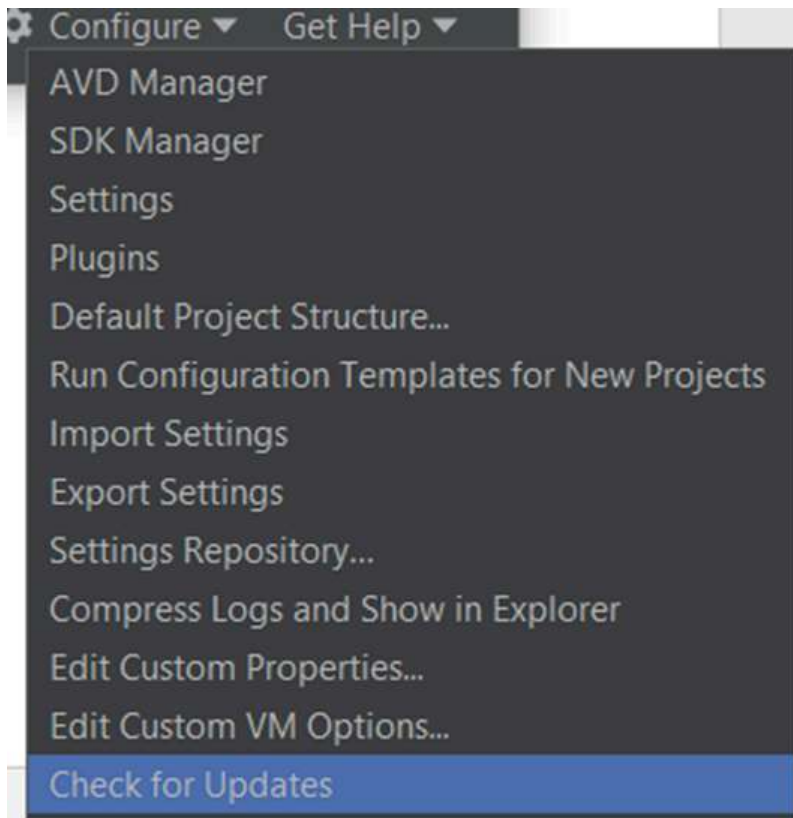 Configure Get Help
AVD Manager
SDK Manager
Settings
Plugins
Default Project Structure...
Run Configuration Templates for New Projects
Import Settings
Export Settings
Settings Repository...
Compress Logs and Show in Explorer
Edit Custom Properties...
Edit Custom VM Options...
Check for Updates